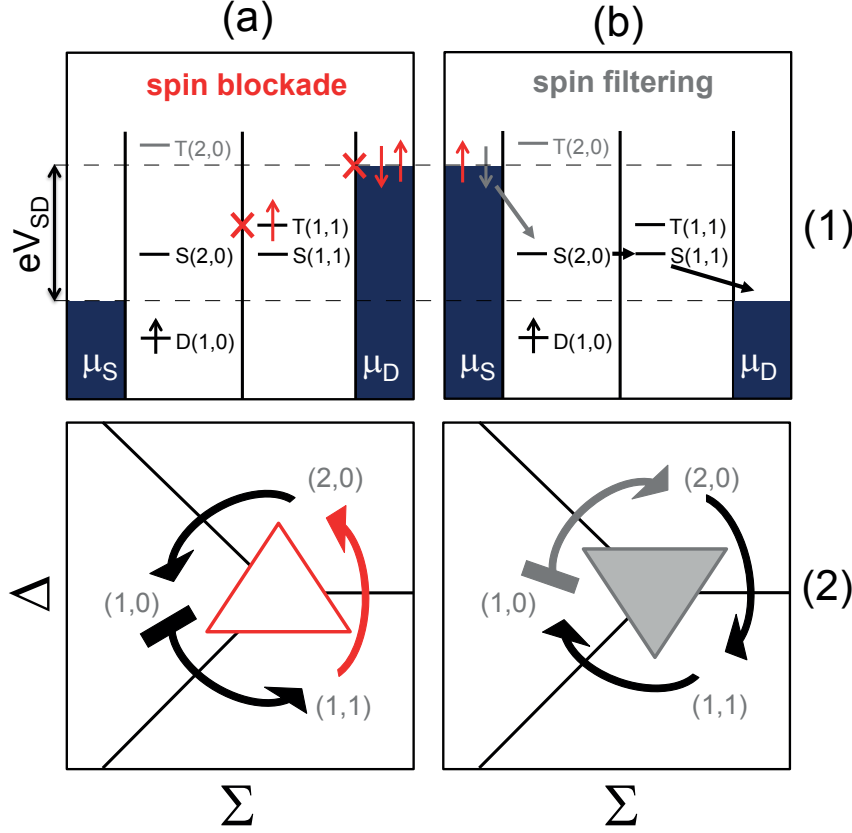 (a)
(b)
spin blockade
spin filtering
T(2,0)
T(2,0)
eV_SD
T(1,1)
T(1,1)
(1)
S(2,0)
S(1,1)
S(2,0)
S(1,1)
D(1,0)
D(1,0)
μ_S
μ_D
μ_S
μ_D
(2,0)
(2,0)
Δ
(1,0)
(1,0)
(2)
(1,1)
(1,1)
Σ
Σ